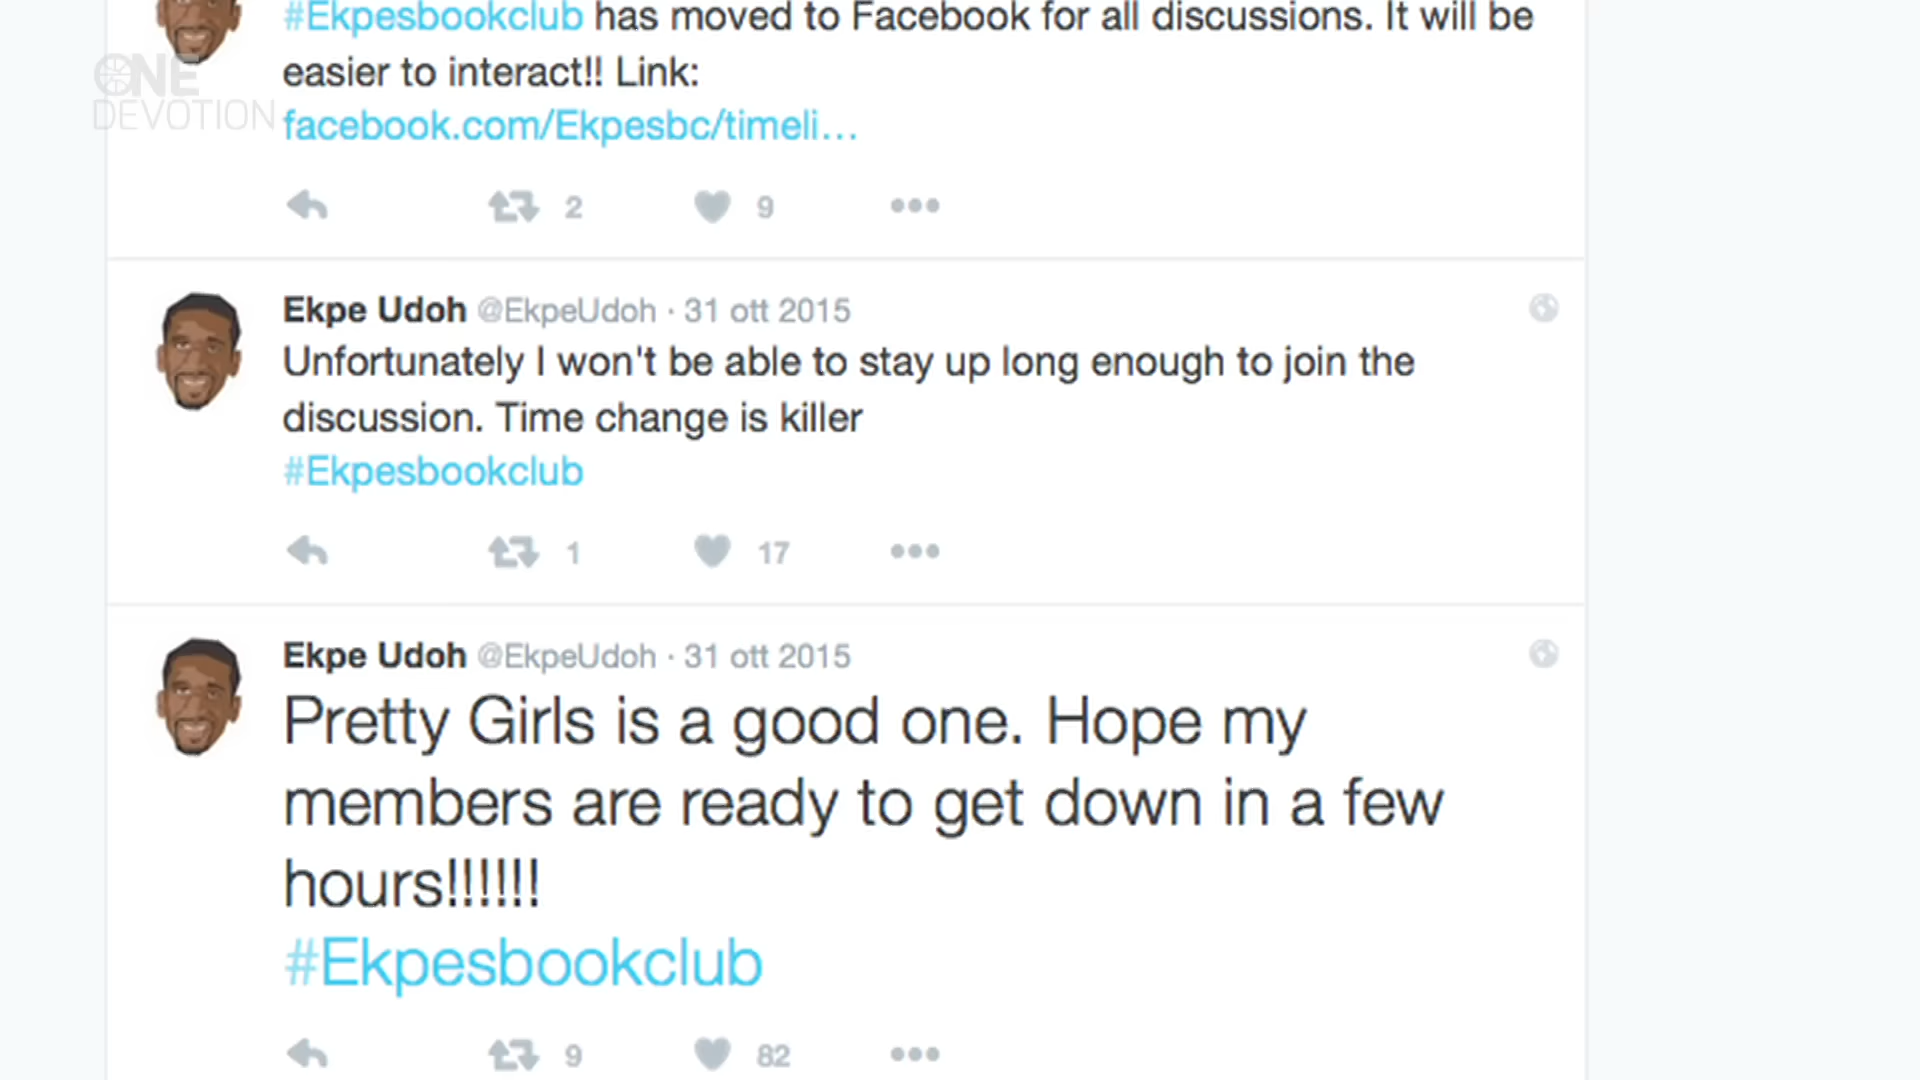 #Ekpesbookclub has moved to Facebook for all discussions. It will be
easier to interact!! Link:
facebook.com/Ekpesbc/timeli...
ONE
DEVOTION
2
9
Ekpe Udoh @EkpeUdoh · 31 ott 2015
Unfortunately I won't be able to stay up long enough to join the
discussion. Time change is killer
#Ekpesbookclub
1
17
Ekpe Udoh @EkpeUdoh · 31 ott 2015
Pretty Girls is a good one. Hope my
members are ready to get down in a few
hours!!!!!!
#Ekpesbookclub
9
82